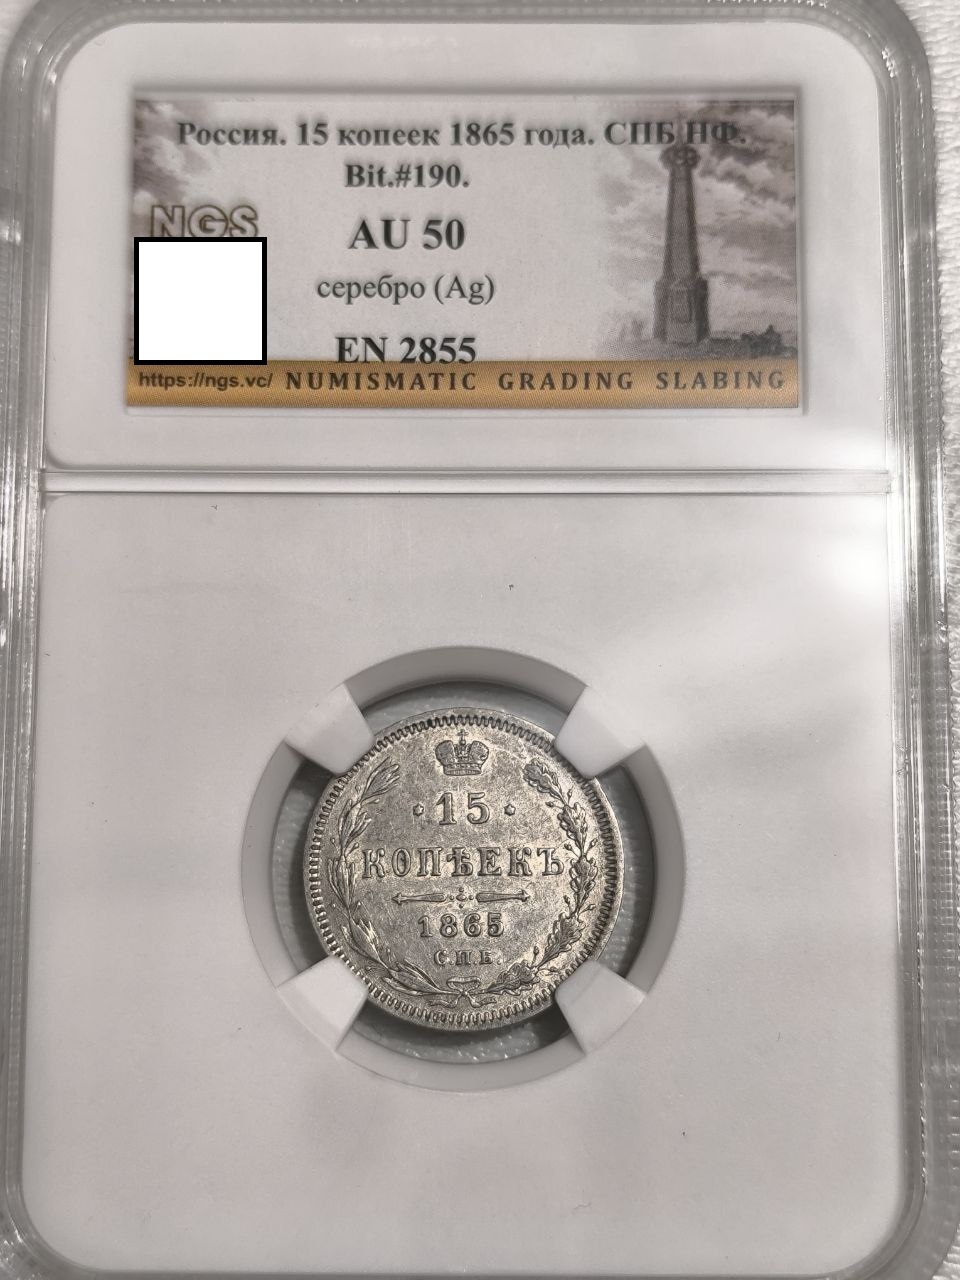 Россия. 15 копеек 1865 года. СПБ НФ.
Bit.#190.
NGS
AU 50
серебро (Ag)
EN 2855
https://ngs.vc/ NUMISMATIC GRADING SLABING
·15·
КОПѢЕКЪ
1865
С.П.Б.